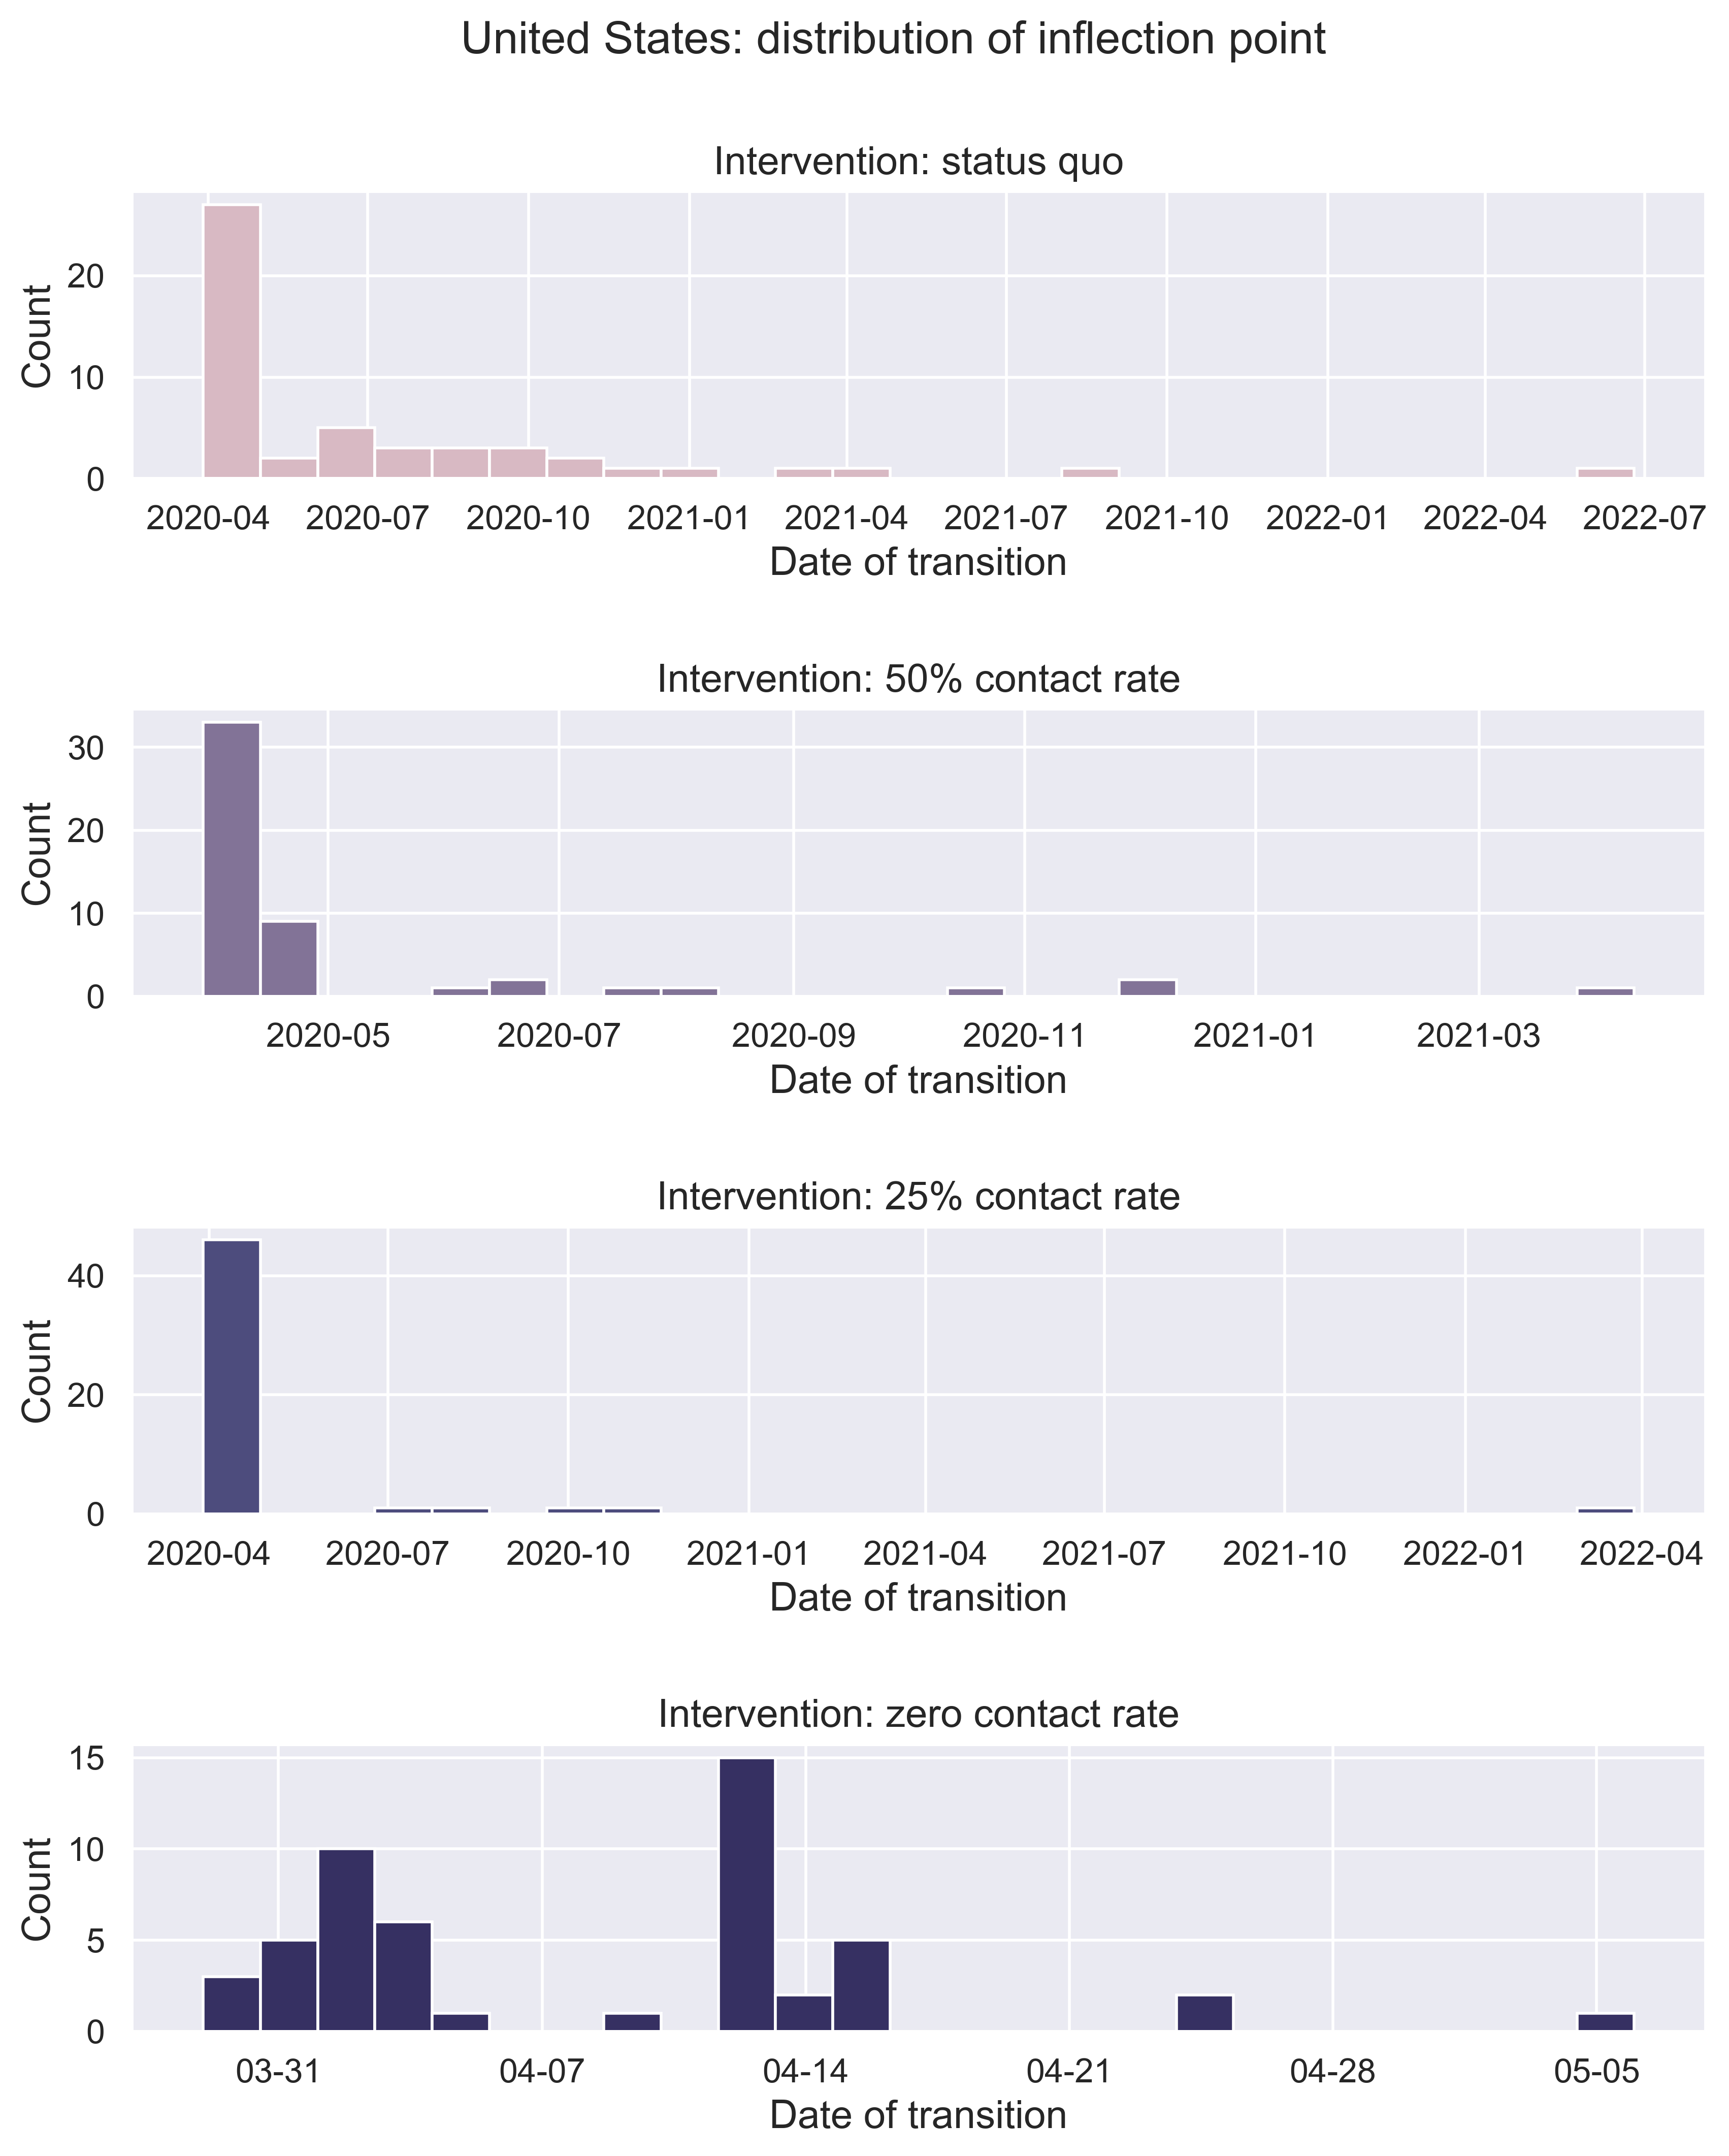 United States: distribution of inflection point
Intervention: status quo
Count
20
10
0
2020-04 2020-07 2020-10 2021-01 2021-04 2021-07 2021-10 2022-01 2022-04 2022-07
Date of transition
Intervention: 50% contact rate
Count
30
20
10
0
2020-05 2020-07 2020-09 2020-11 2021-01 2021-03
Date of transition
Intervention: 25% contact rate
Count
40
20
0
2020-04 2020-07 2020-10 2021-01 2021-04 2021-07 2021-10 2022-01 2022-04
Date of transition
Intervention: zero contact rate
Count
15
10
5
0
03-31 04-07 04-14 04-21 04-28 05-05
Date of transition